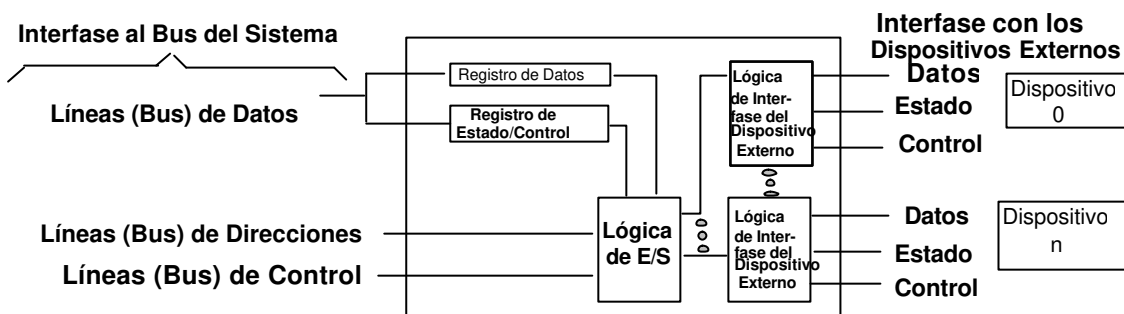 Interfase al Bus del Sistema
Líneas (Bus) de Datos
Líneas (Bus) de Direcciones
Líneas (Bus) de Control
Registro de Datos
Registro de
Estado/Control
Lógica
de E/S
Lógica
de Inter-
fase del
Dispositivo
Externo
Lógica
de Inter-
fase del
Dispositivo
Externo
Interfase con los
Dispositivos Externos
Datos
Estado
Control
Dispositivo
0
Datos
Estado
Control
Dispositivo
n